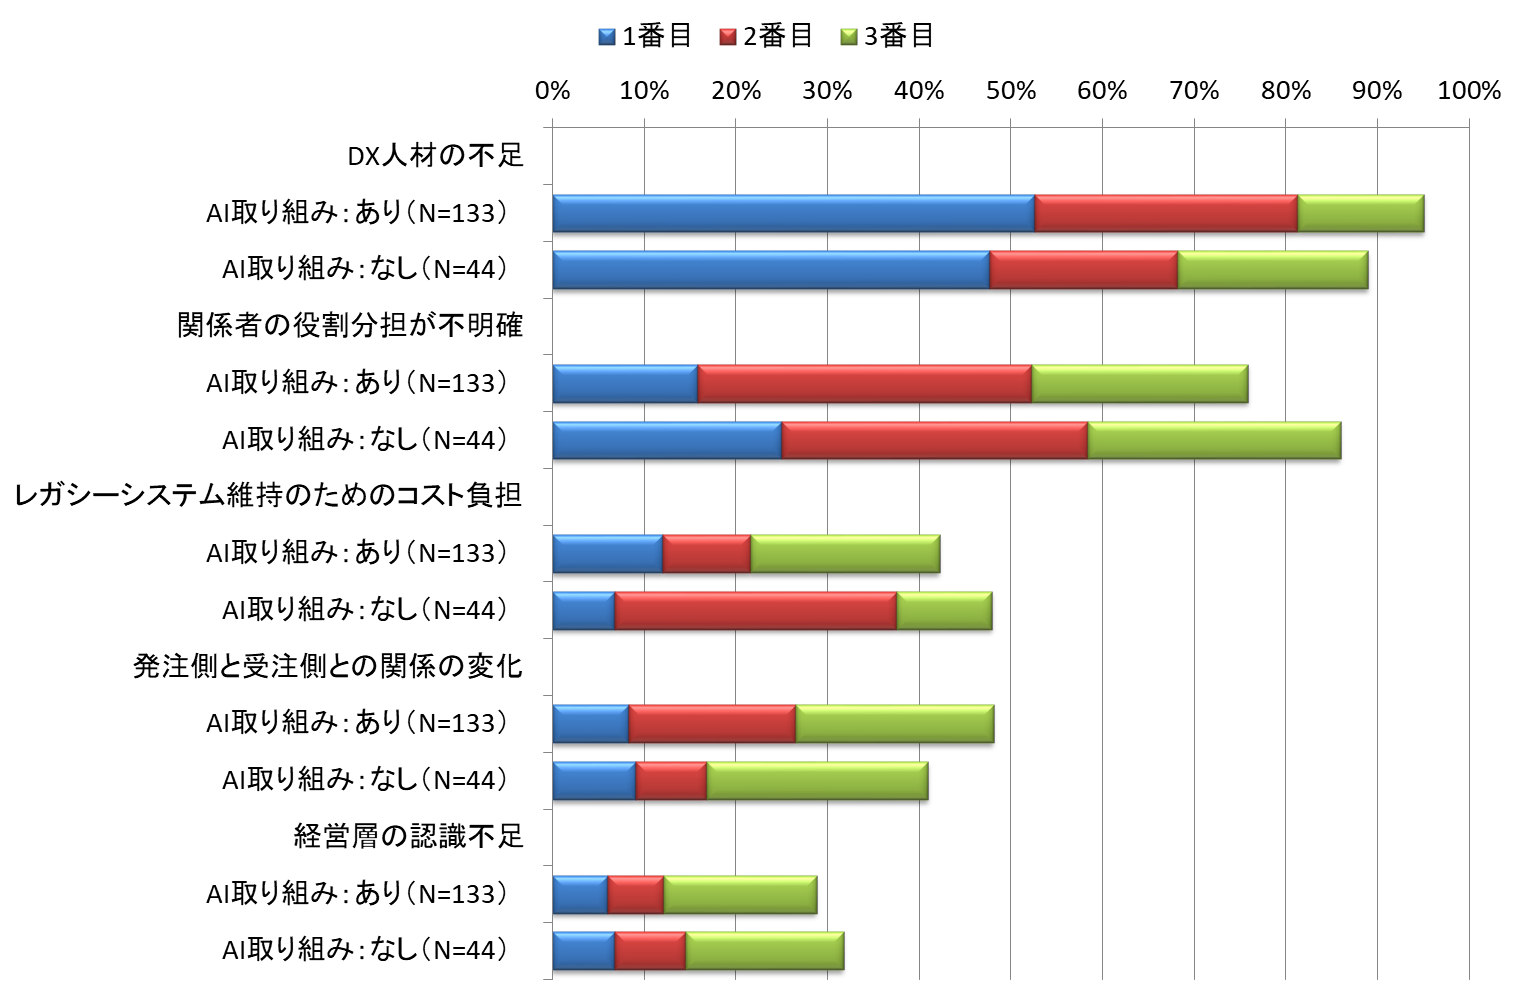 1番目 2番目 3番目
0% 10% 20% 30% 40% 50% 60% 70% 80% 90% 100%
DX人材の不足
AI取り組み：あり（N=133）
AI取り組み：なし（N=44）
関係者の役割分担が不明確
AI取り組み：あり（N=133）
AI取り組み：なし（N=44）
レガシーシステム維持のためのコスト負担
AI取り組み：あり（N=133）
AI取り組み：なし（N=44）
発注側と受注側との関係の変化
AI取り組み：あり（N=133）
AI取り組み：なし（N=44）
経営層の認識不足
AI取り組み：あり（N=133）
AI取り組み：なし（N=44）